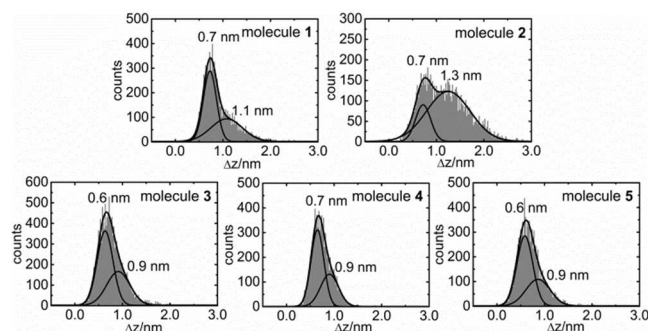 500
400
300
200
100
0
counts
0.7 nm
1.1 nm
molecule 1
0.0 1.0 2.0 3.0
Δz/nm
300
250
200
150
100
50
0
counts
0.7 nm
1.3 nm
molecule 2
0.0 1.0 2.0 3.0
Δz/nm
600
500
400
300
200
100
0
counts
0.6 nm
0.9 nm
molecule 3
0.0 1.0 2.0 3.0
Δz/nm
500
400
300
200
100
0
counts
0.7 nm
0.9 nm
molecule 4
0.0 1.0 2.0 3.0
Δz/nm
500
400
300
200
100
0
counts
0.6 nm
0.9 nm
molecule 5
0.0 1.0 2.0 3.0
Δz/nm